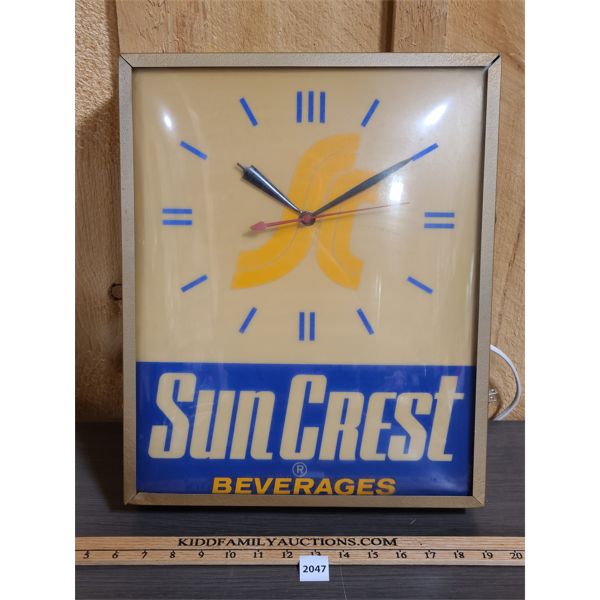 Sc
SunCrest
®
BEVERAGES
KIDDFAMILYAUCTIONS.COM
5 6 7 8 9 10 11 12 13 14 15 16 17 18 19 20
2047